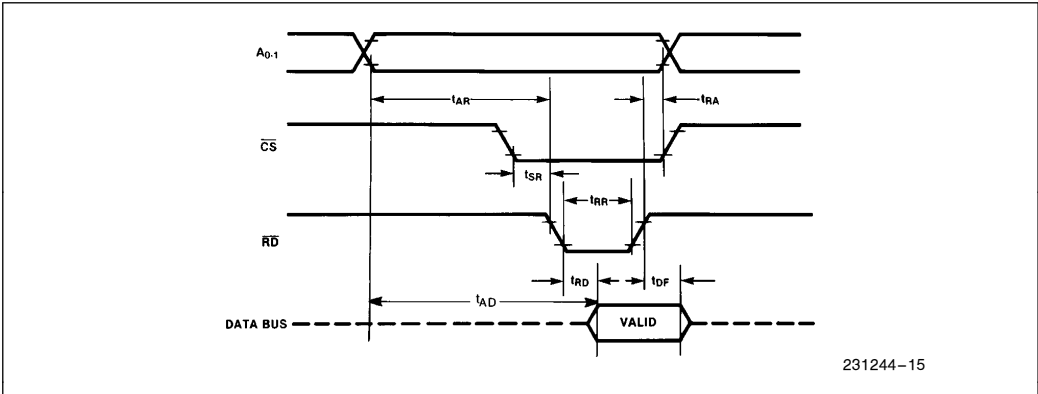 A0-1
tAR
tRA
CS
tSR
tRR
RD
tRD
tDF
tAD
DATA BUS
VALID
231244–15